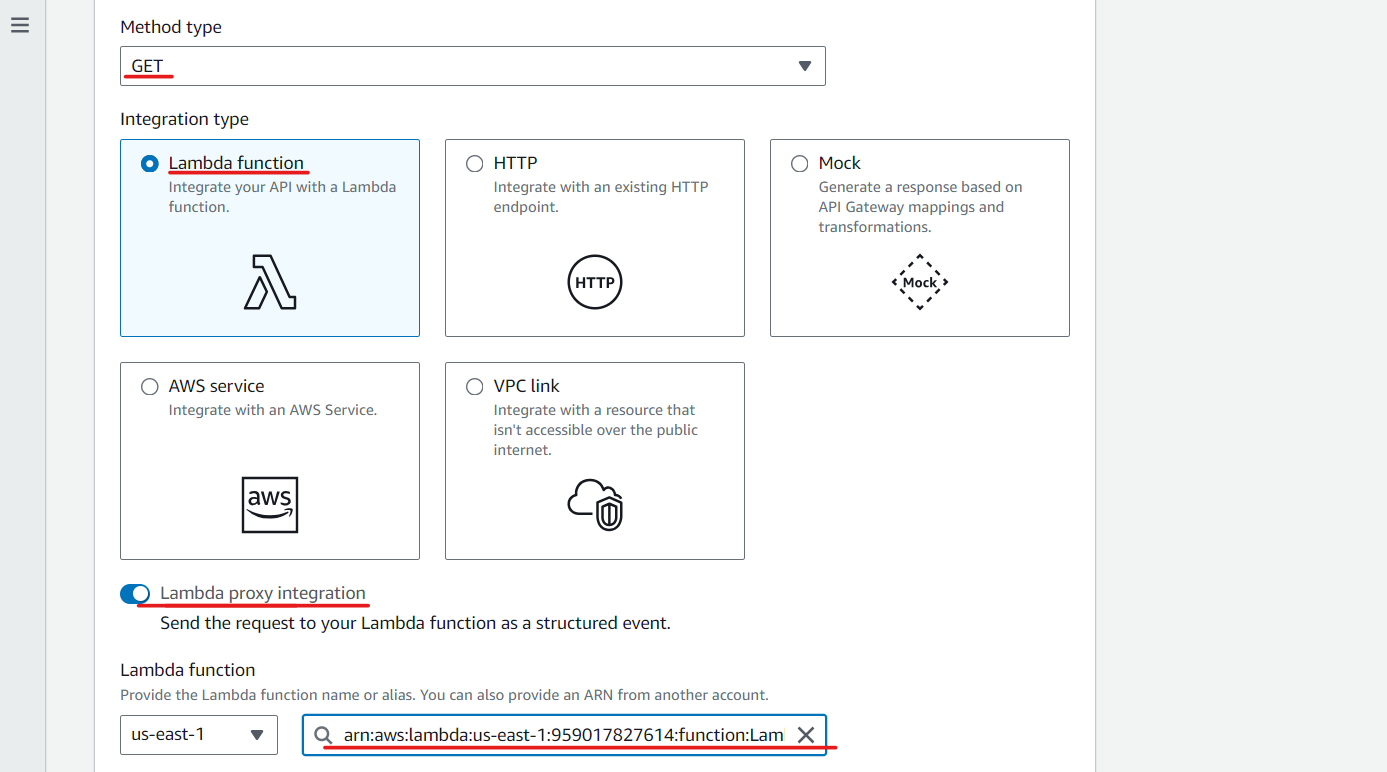 Method type
GET
Integration type
Lambda function
Integrate your API with a Lambda
function.
HTTP
Integrate with an existing HTTP
endpoint.
HTTP
Mock
Generate a response based on
API Gateway mappings and
transformations.
Mock
AWS service
Integrate with an AWS Service.
aws
VPC link
Integrate with a resource that
isn't accessible over the public
internet.
Lambda proxy integration
Send the request to your Lambda function as a structured event.
Lambda function
Provide the Lambda function name or alias. You can also provide an ARN from another account.
us-east-1
arn:aws:lambda:us-east-1:959017827614:function:Lam